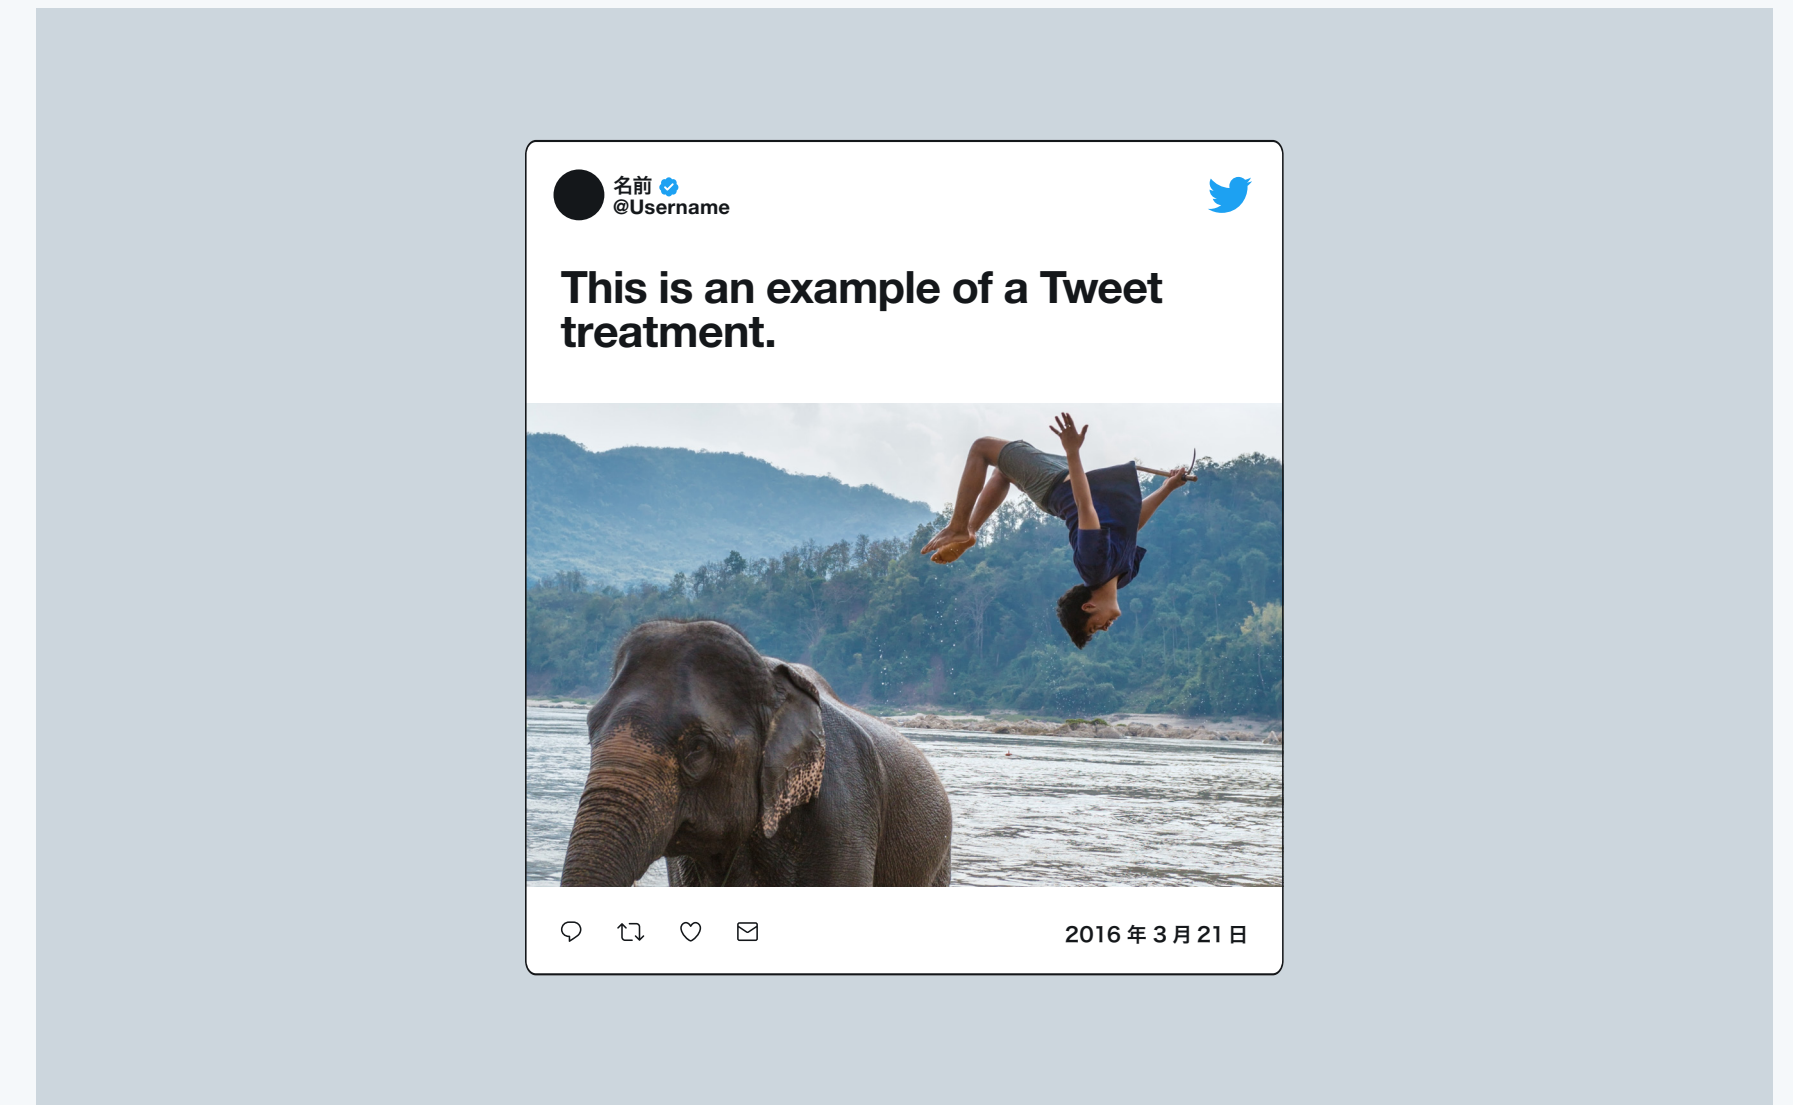 名前
@Username
This is an example of a Tweet
treatment.
2016 年 3 月 21 日